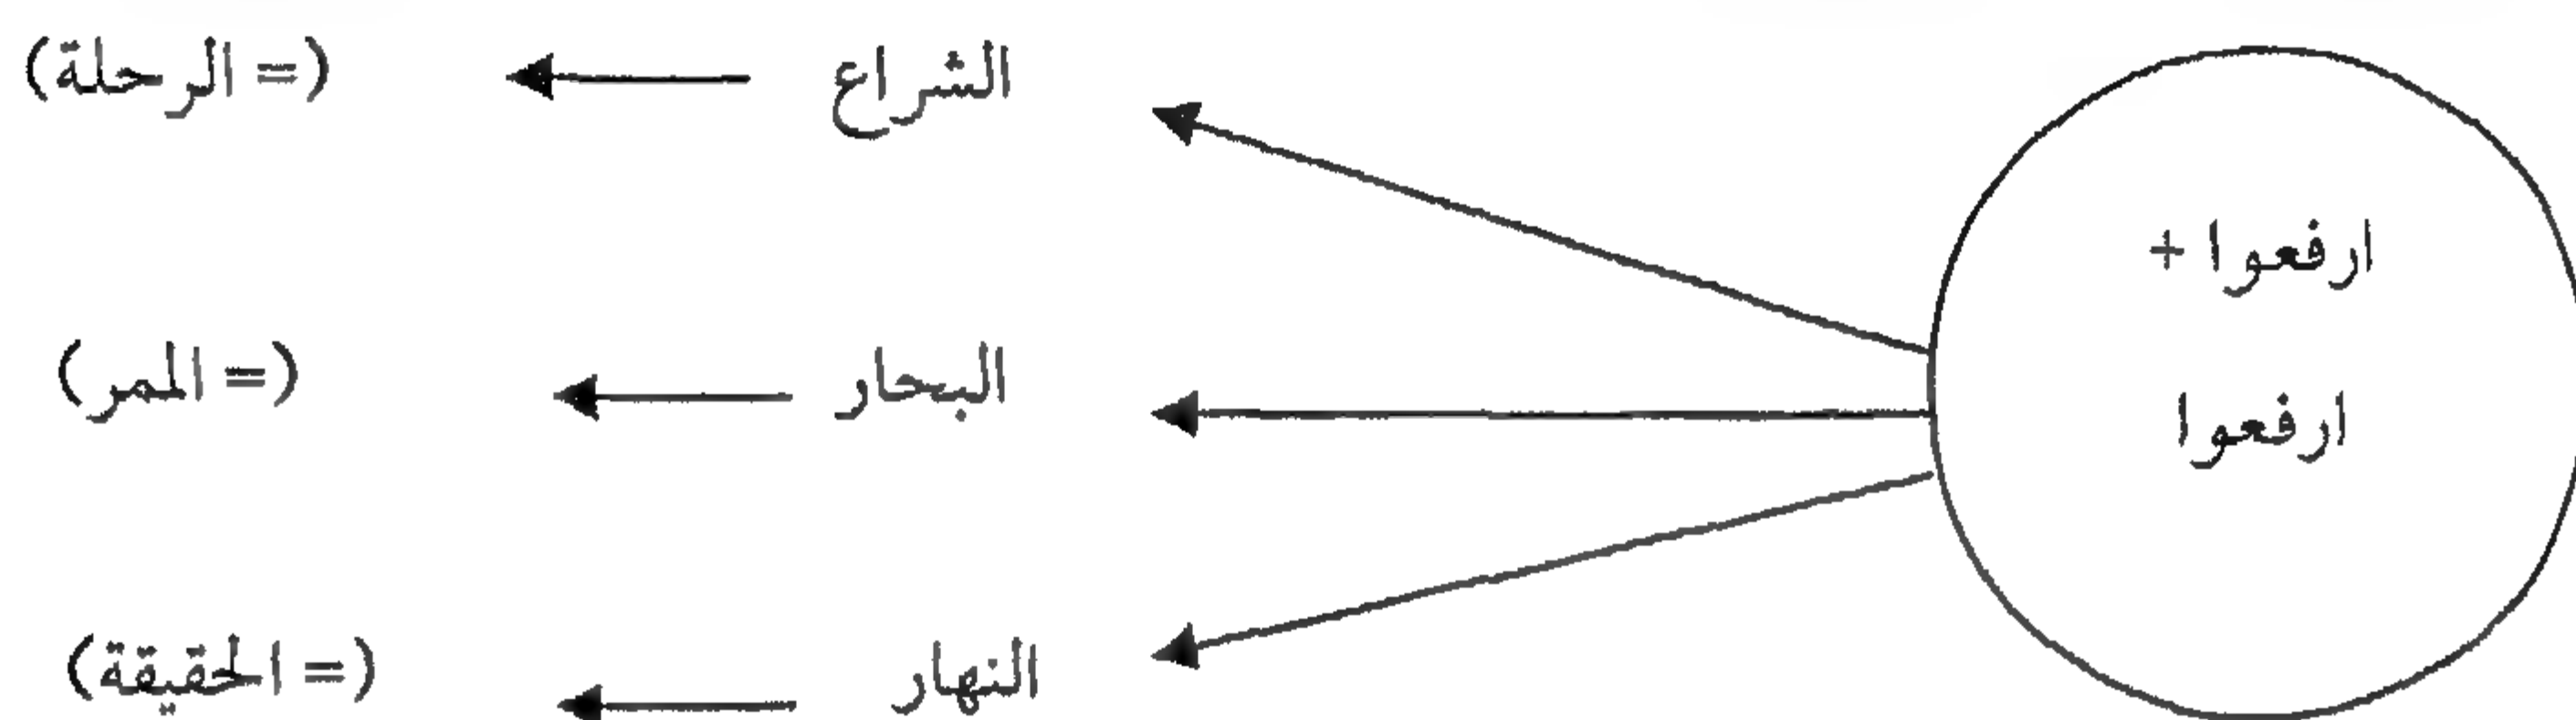 ارفعوا +
ارفعوا
الشراع (= الرحلة)
البحار (= الممر)
النهار (= الحقيقة)